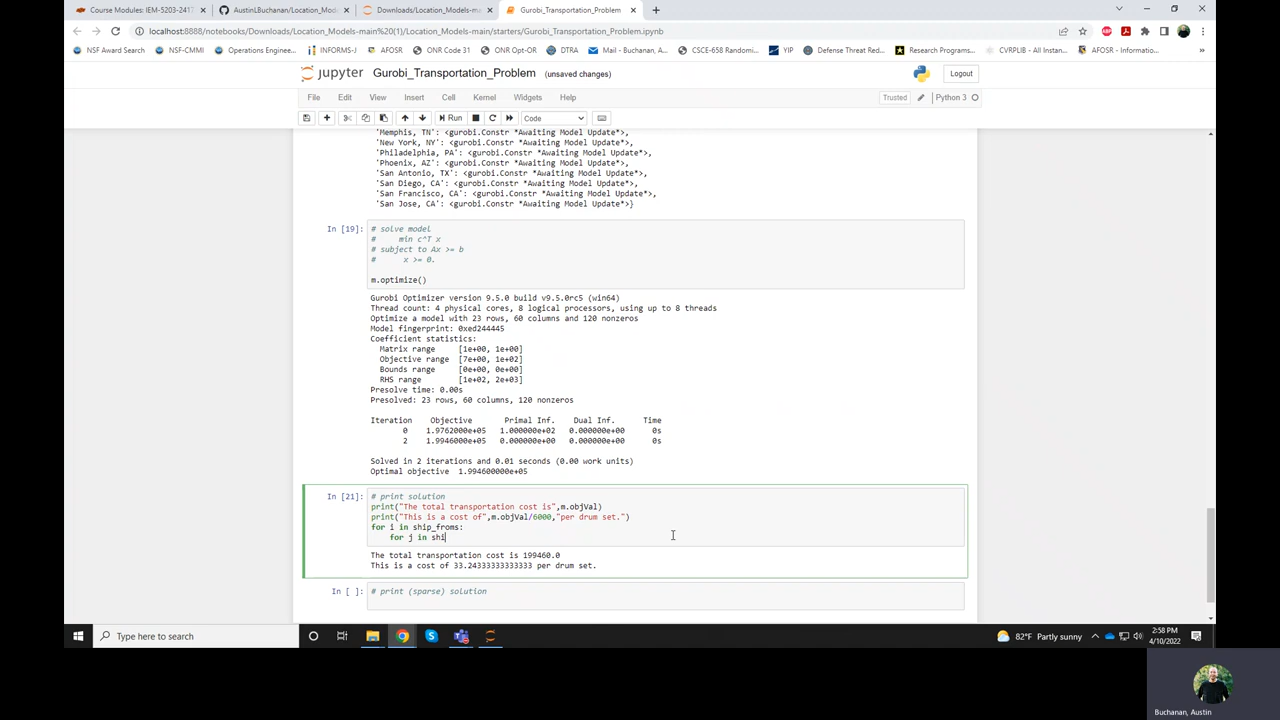 Course Modules: IEM-5203-2241?
AustinLBuchanan/Location_Model
Downloads/Location_Models-mai
Gurobi_Transportation_Problem
localhost:8888/notebooks/Downloads/Location_Models-main%20(1)/Location_Models-main/starters/Gurobi_Transportation_Problem.ipynb
NSF Award Search
NSF-CMMI
Operations Enginee...
INFORMS-J
AFOSR
ONR Code 31
ONR Opt-OR
DTRA
Mail - Buchanan, A...
CSCE-658 Randomi...
YIP
Defense Threat Red...
Research Programs...
CVRPLIB - All Instan...
AFOSR - Informatio...
jupyter Gurobi_Transportation_Problem (unsaved changes)
Logout
File Edit View Insert Cell Kernel Widgets Help
Trusted Python 3
Run Code
'Memphis, TN': <gurobi.Constr *Awaiting Model Update*>,
'New York, NY': <gurobi.Constr *Awaiting Model Update*>,
'Philadelphia, PA': <gurobi.Constr *Awaiting Model Update*>,
'Phoenix, AZ': <gurobi.Constr *Awaiting Model Update*>,
'San Antonio, TX': <gurobi.Constr *Awaiting Model Update*>,
'San Diego, CA': <gurobi.Constr *Awaiting Model Update*>,
'San Francisco, CA': <gurobi.Constr *Awaiting Model Update*>,
'San Jose, CA': <gurobi.Constr *Awaiting Model Update*>}
In [19]: # solve model
# min c^T x
# subject to Ax >= b
# x >= 0.
m.optimize()
Gurobi Optimizer version 9.5.0 build v9.5.0rc5 (win64)
Thread count: 4 physical cores, 8 logical processors, using up to 8 threads
Optimize a model with 23 rows, 60 columns and 120 nonzeros
Model fingerprint: 0xed244445
Coefficient statistics:
Matrix range [1e+00, 1e+00]
Objective range [7e+00, 1e+02]
Bounds range [0e+00, 0e+00]
RHS range [1e+02, 2e+03]
Presolve time: 0.00s
Presolved: 23 rows, 60 columns, 120 nonzeros
Iteration Objective Primal Inf. Dual Inf. Time
0 1.9762000e+05 1.000000e+02 0.000000e+00 0s
2 1.9946000e+05 0.000000e+00 0.000000e+00 0s
Solved in 2 iterations and 0.01 seconds (0.00 work units)
Optimal objective 1.994600000e+05
In [21]: # print solution
print("The total transportation cost is",m.objVal)
print("This is a cost of",m.objVal/6000,"per drum set.")
for i in ship_froms:
for j in shi
The total transportation cost is 199460.0
This is a cost of 33.24333333333333 per drum set.
In [ ]: # print (sparse) solution
Type here to search
82°F Partly sunny
2:58 PM
4/10/2022
Buchanan, Austin